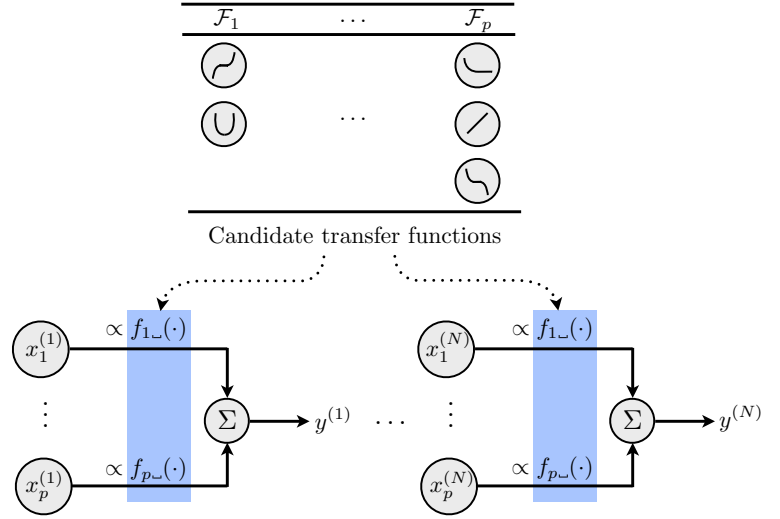 𝓕₁ ⋯ 𝓕ₚ
⋯
Candidate transfer functions
x₁⁽¹⁾ ∝ f₁␣(·) x₁⁽ᴺ⁾ ∝ f₁␣(·)
⋮ Σ y⁽¹⁾ ⋯ ⋮ Σ y⁽ᴺ⁾
xₚ⁽¹⁾ ∝ fₚ␣(·) xₚ⁽ᴺ⁾ ∝ fₚ␣(·)